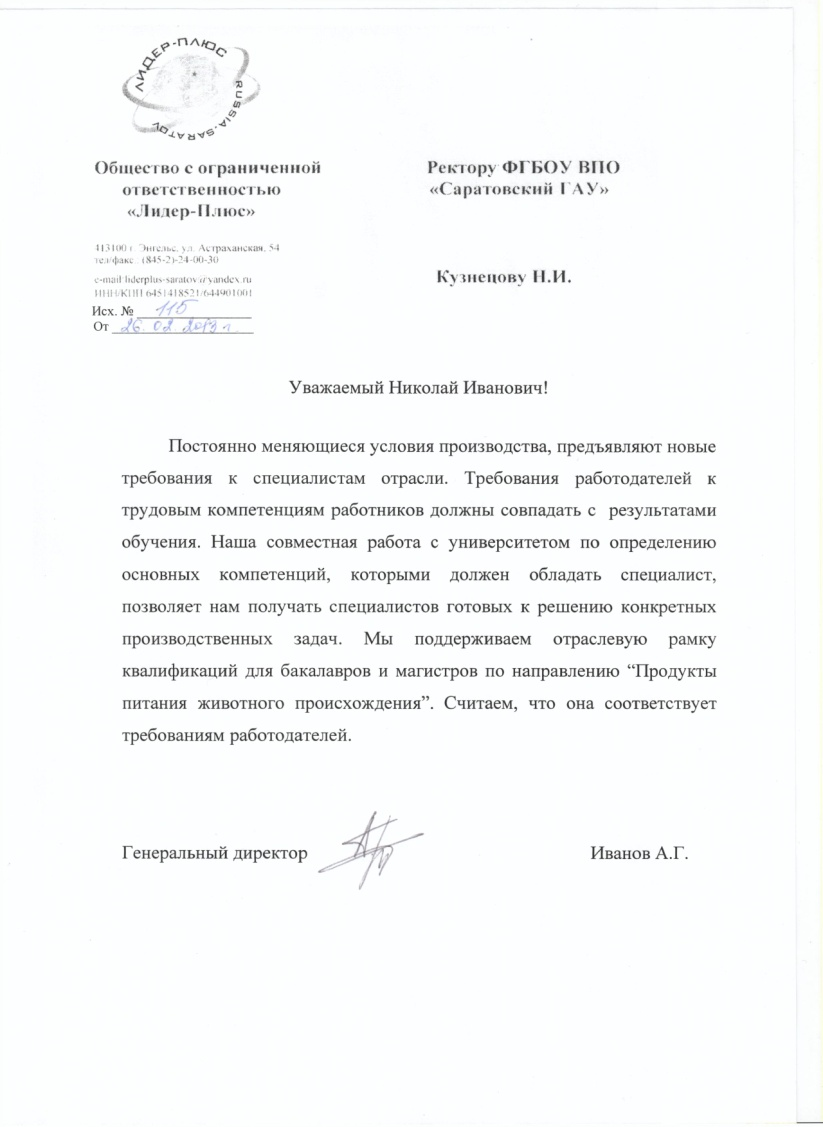 ЛИДЕР-ПЛЮС
RUSSIA.SARATOV
Общество с ограниченной
ответственностью
«Лидер-Плюс»
413100 г. Энгельс, ул. Астраханская, 54
тел/факс. (845-2)-24-00-30
e-mail liderplus-saratov@yandex.ru
ИНН/КПП 6451418521/644901001
Исх. № 115
От 26. 02. 2013 г.
Ректору ФГБОУ ВПО
«Саратовский ГАУ»
Кузнецову Н.И.
Уважаемый Николай Иванович!
Постоянно меняющиеся условия производства, предъявляют новые
требования к специалистам отрасли. Требования работодателей к
трудовым компетенциям работников должны совпадать с результатами
обучения. Наша совместная работа с университетом по определению
основных компетенций, которыми должен обладать специалист,
позволяет нам получать специалистов готовых к решению конкретных
производственных задач. Мы поддерживаем отраслевую рамку
квалификаций для бакалавров и магистров по направлению “Продукты
питания животного происхождения”. Считаем, что она соответствует
требованиям работодателей.
Генеральный директор Иванов А.Г.